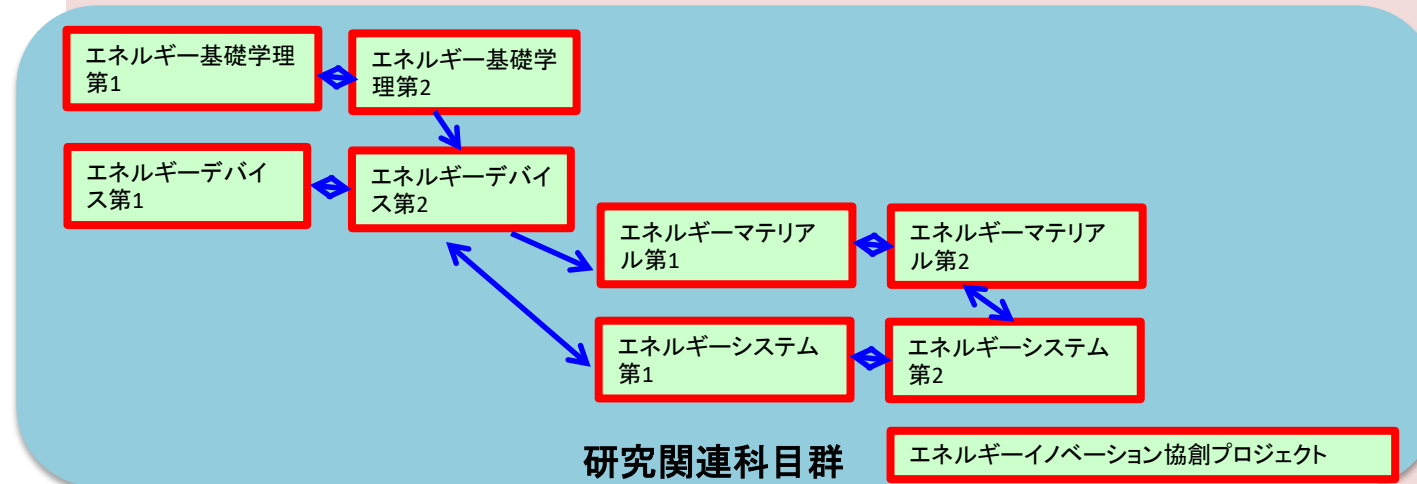 エネルギー基礎学理
第1
エネルギー基礎学
理第2
エネルギーデバイ
ス第1
エネルギーデバイ
ス第2
エネルギーマテリア
ル第1
エネルギーマテリア
ル第2
エネルギーシステム
第1
エネルギーシステム
第2
研究関連科目群
エネルギーイノベーション協創プロジェクト